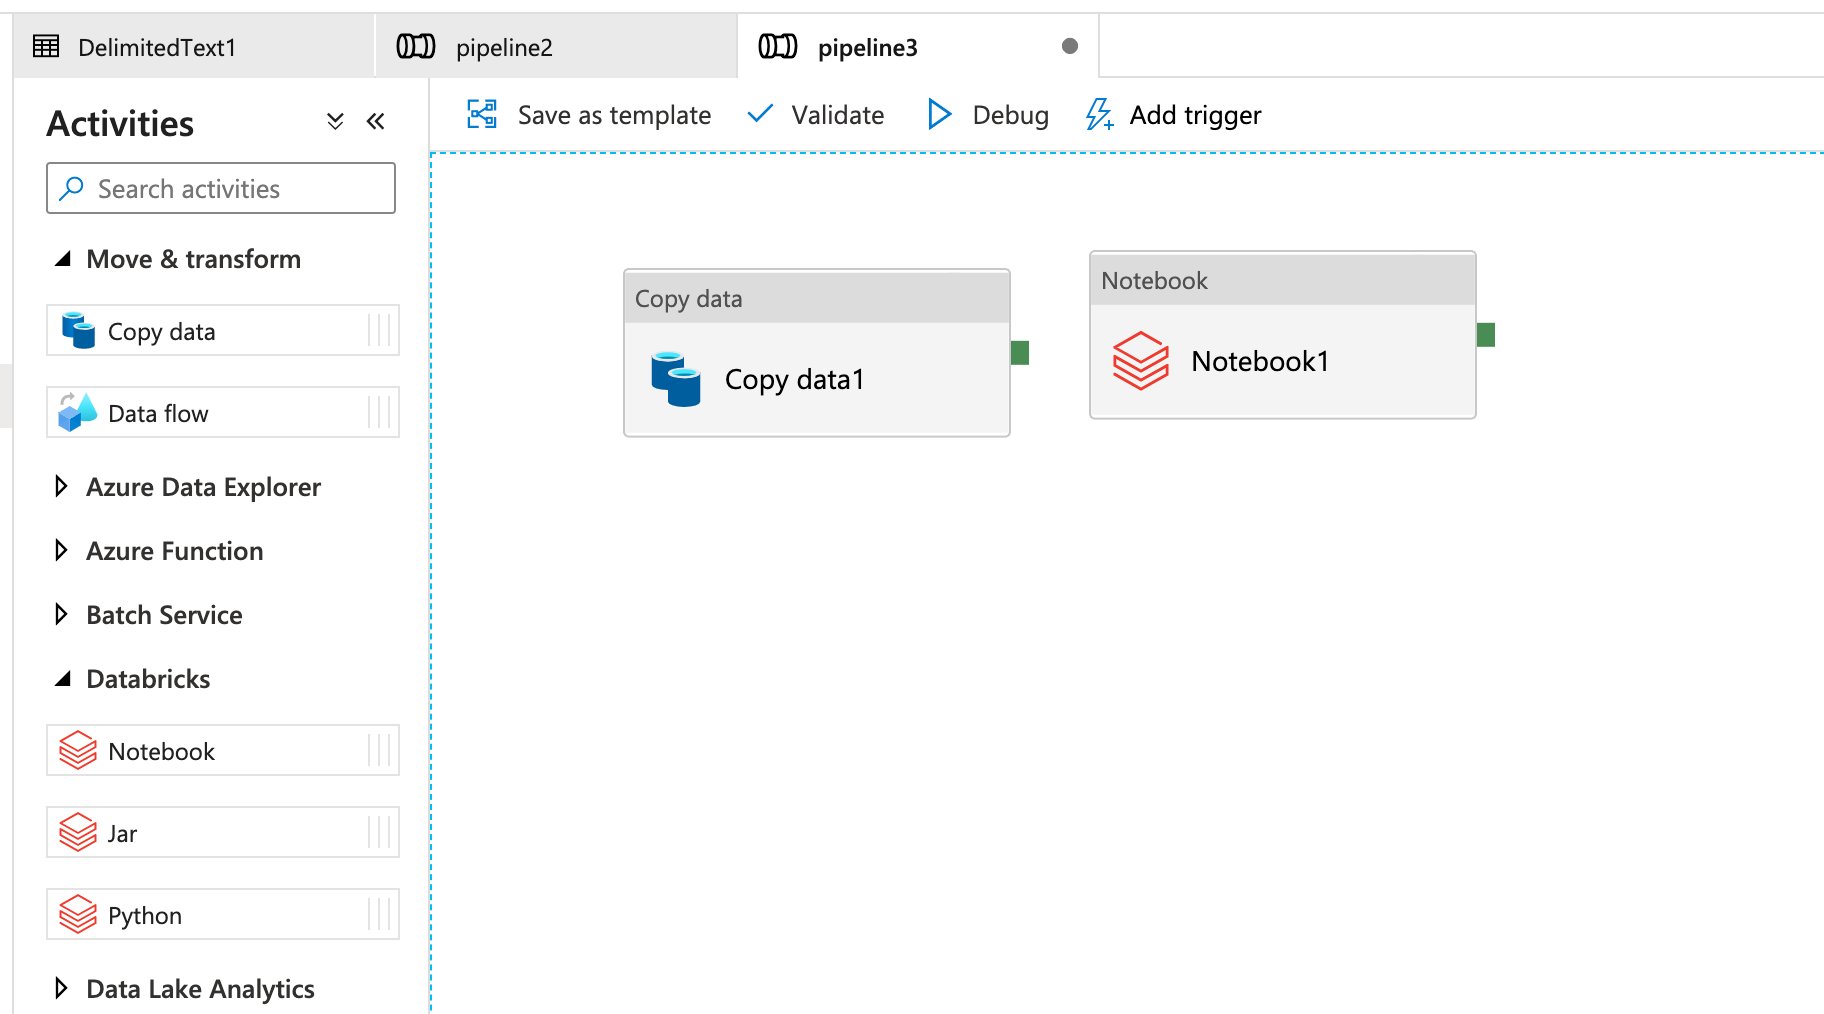 DelimitedText1
pipeline2
pipeline3
Activities
Search activities
Move & transform
Copy data
Data flow
Azure Data Explorer
Azure Function
Batch Service
Databricks
Notebook
Jar
Python
Data Lake Analytics
Save as template
Validate
Debug
Add trigger
Copy data
Copy data1
Notebook
Notebook1